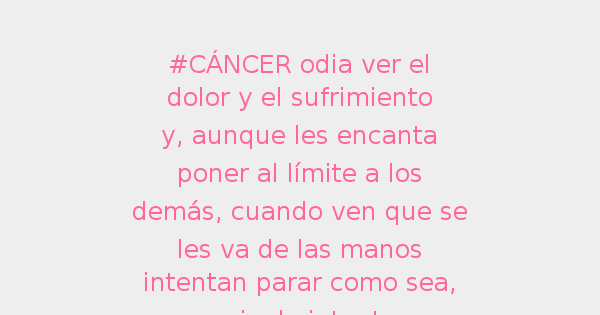 #CÁNCER odia ver el
dolor y el sufrimiento
y, aunque les encanta
poner al límite a los
demás, cuando ven que se
les va de las manos
intentan parar como sea,